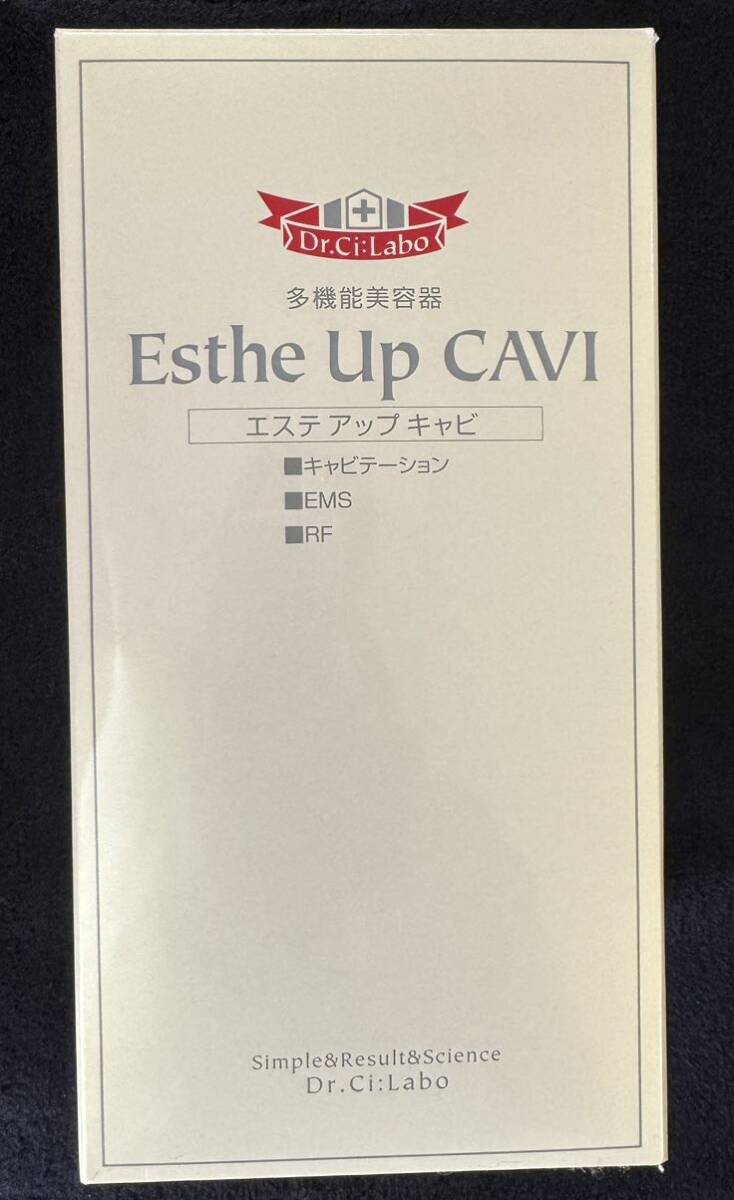 Dr.Ci:Labo
多機能美容器
Esthe Up CAVI
エステ アップ キャビ
■キャビテーション
■EMS
■RF
Simple&Result&Science
Dr.Ci:Labo